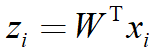 z_i = W^T x_i